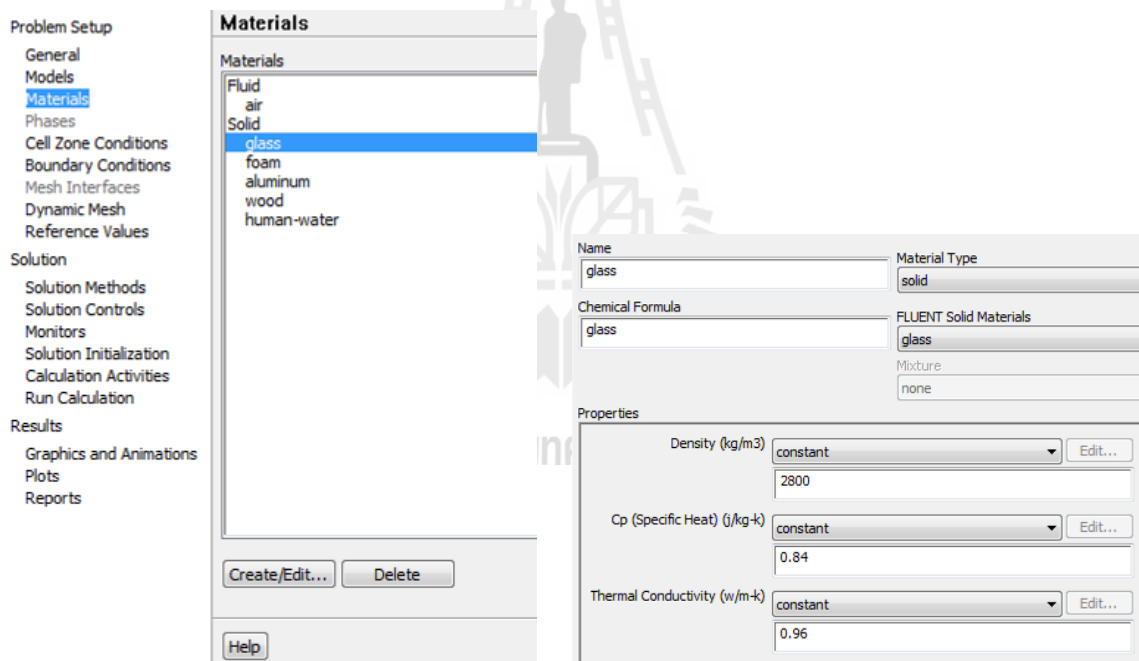 Problem Setup
General
Models
Materials
Phases
Cell Zone Conditions
Boundary Conditions
Mesh Interfaces
Dynamic Mesh
Reference Values
Solution
Solution Methods
Solution Controls
Monitors
Solution Initialization
Calculation Activities
Run Calculation
Results
Graphics and Animations
Plots
Reports
Materials
Materials
Fluid
air
Solid
glass
foam
aluminum
wood
human-water
Create/Edit...
Delete
Help
Name
glass
Material Type
solid
Chemical Formula
glass
FLUENT Solid Materials
glass
Mixture
none
Properties
Density (kg/m3)
constant
Edit...
2800
Cp (Specific Heat) (j/kg-k)
constant
Edit...
0.84
Thermal Conductivity (w/m-k)
constant
Edit...
0.96